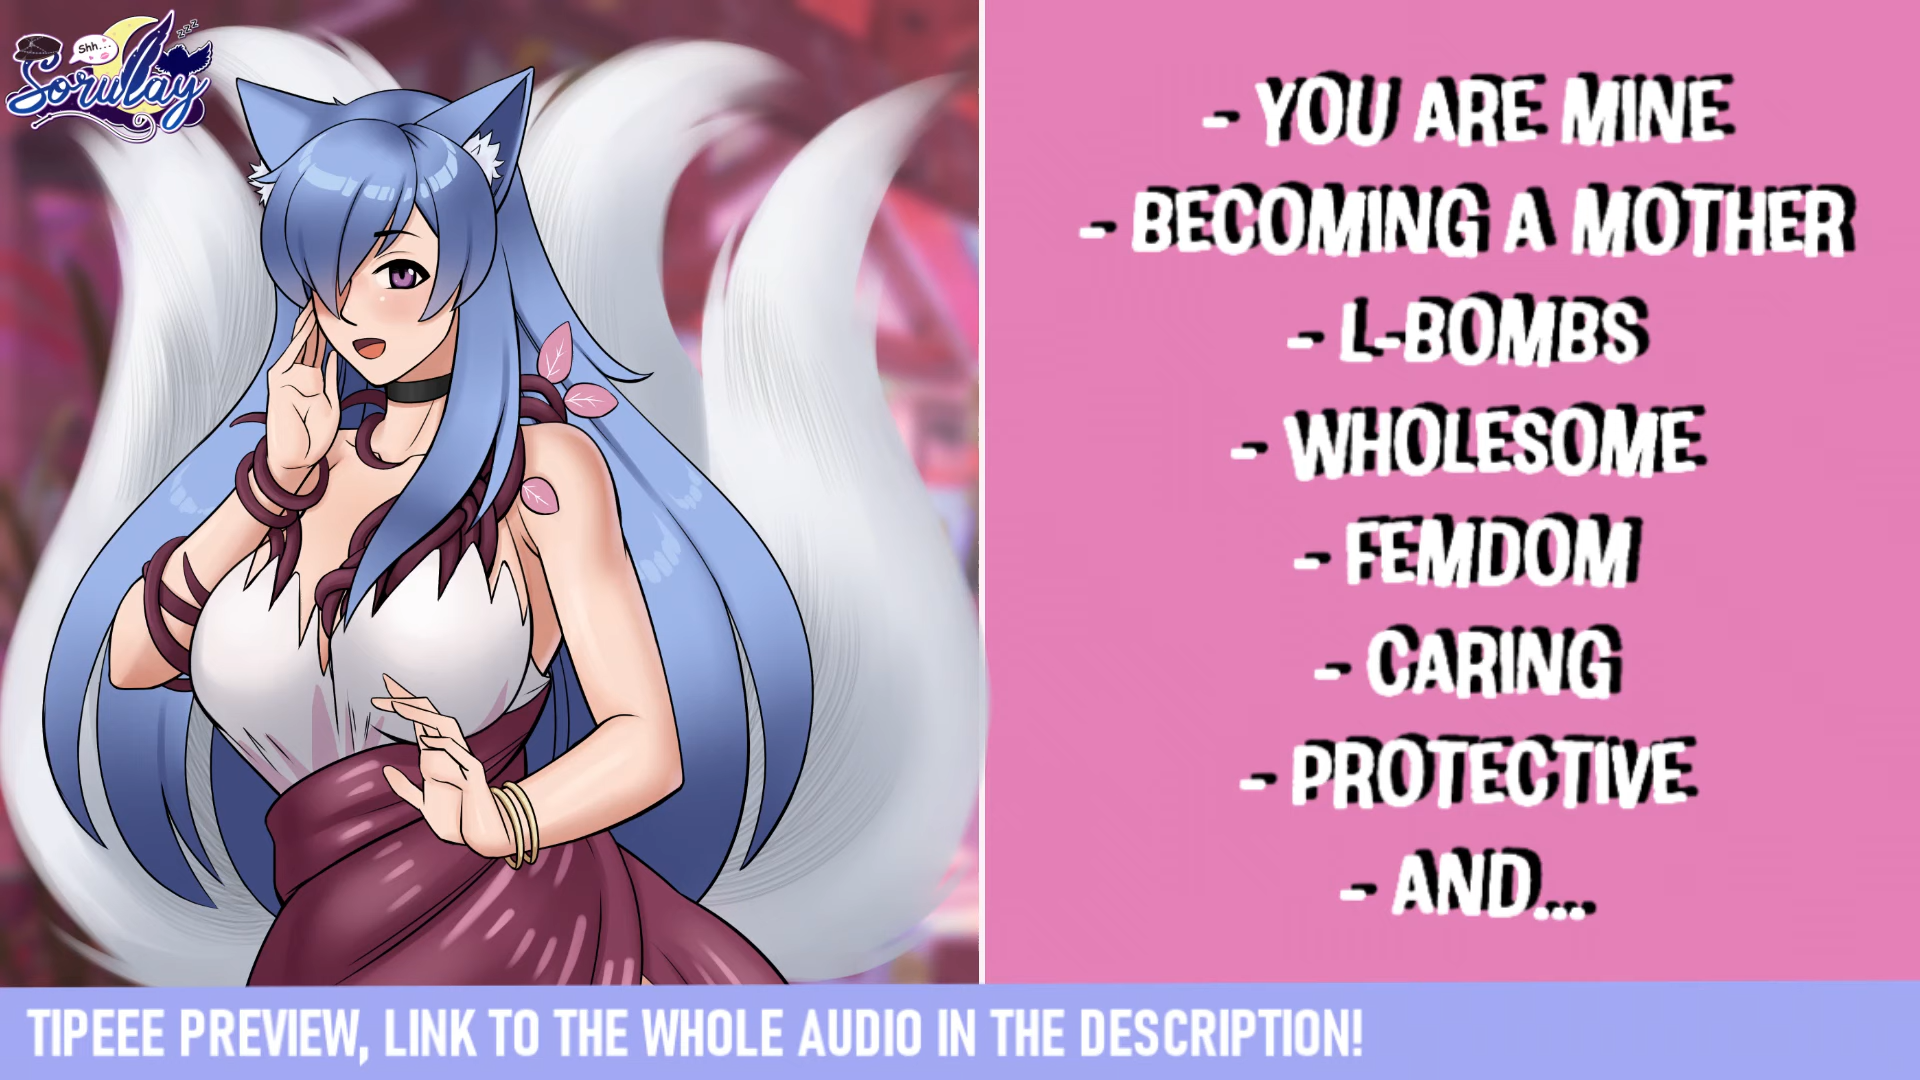 Shh...
zzz
Sorulay
- YOU ARE MINE
- BECOMING A MOTHER
- L-BOMBS
- WHOLESOME
- FEMDOM
- CARING
- PROTECTIVE
- AND...
TIPEEE PREVIEW, LINK TO THE WHOLE AUDIO IN THE DESCRIPTION!